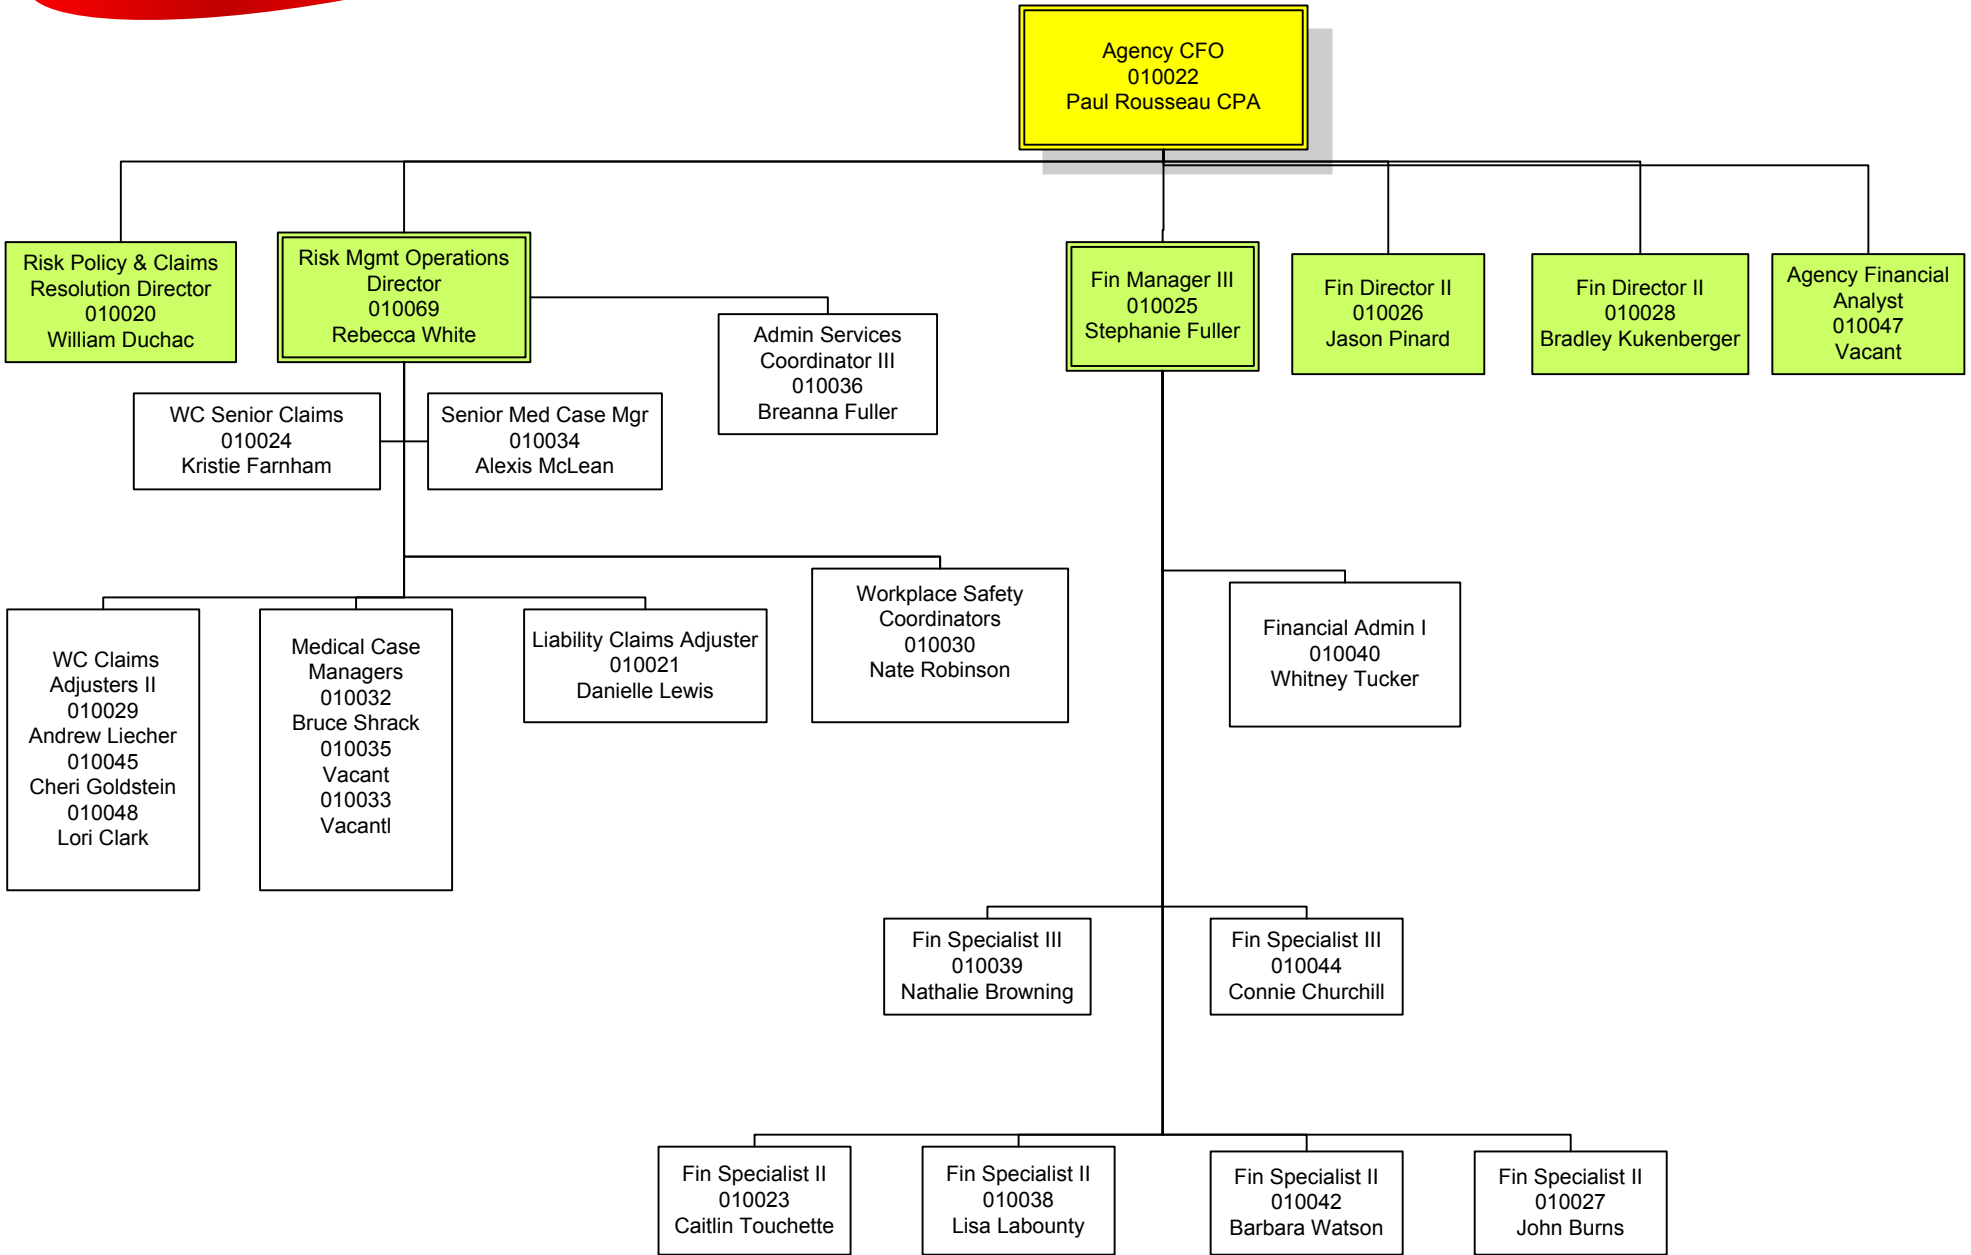 Agency CFO
010022
Paul Rousseau CPA
Risk Policy & Claims
Resolution Director
010020
William Duchac
Risk Mgmt Operations
Director
010069
Rebecca White
Admin Services
Coordinator III
010036
Breanna Fuller
Fin Manager III
010025
Stephanie Fuller
Fin Director II
010026
Jason Pinard
Fin Director II
010028
Bradley Kukenberger
Agency Financial
Analyst
010047
Vacant
WC Senior Claims
010024
Kristie Farnham
Senior Med Case Mgr
010034
Alexis McLean
WC Claims
Adjusters II
010029
Andrew Liecher
010045
Cheri Goldstein
010048
Lori Clark
Medical Case
Managers
010032
Bruce Shrack
010035
Vacant
010033
Vacantl
Liability Claims Adjuster
010021
Danielle Lewis
Workplace Safety
Coordinators
010030
Nate Robinson
Financial Admin I
010040
Whitney Tucker
Fin Specialist III
010039
Nathalie Browning
Fin Specialist III
010044
Connie Churchill
Fin Specialist II
010023
Caitlin Touchette
Fin Specialist II
010038
Lisa Labounty
Fin Specialist II
010042
Barbara Watson
Fin Specialist II
010027
John Burns